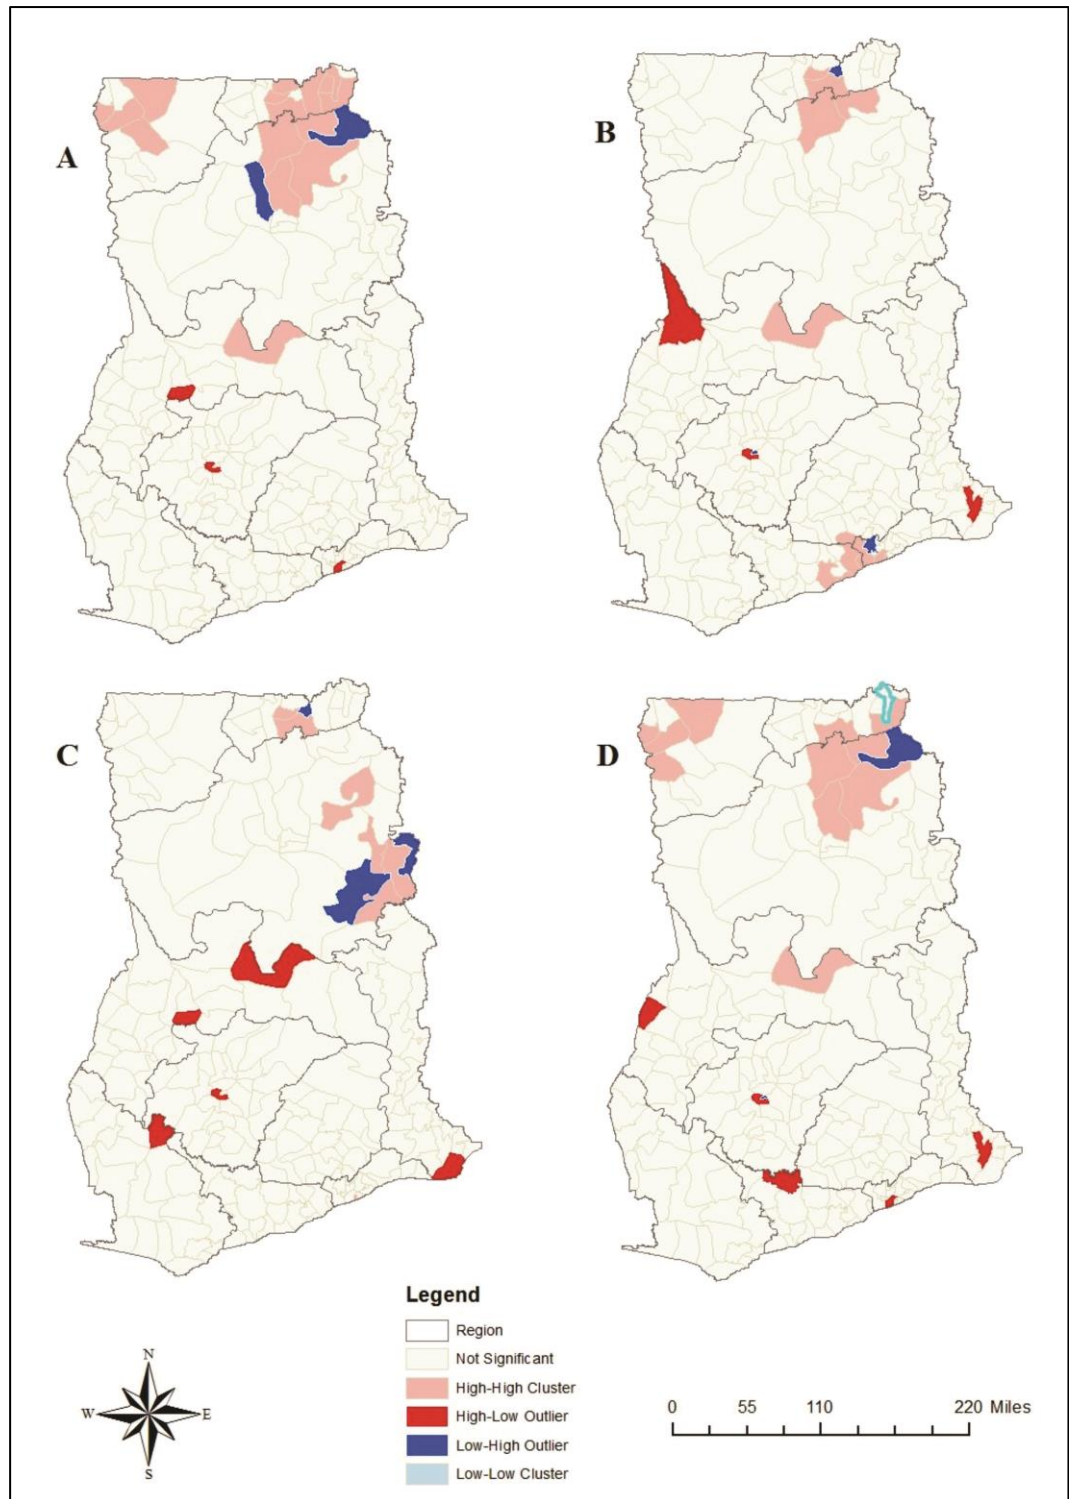 A
B
C
D
Legend
Region
Not Significant
High-High Cluster
High-Low Outlier
Low-High Outlier
Low-Low Cluster
N
W E
S
0 55 110 220 Miles